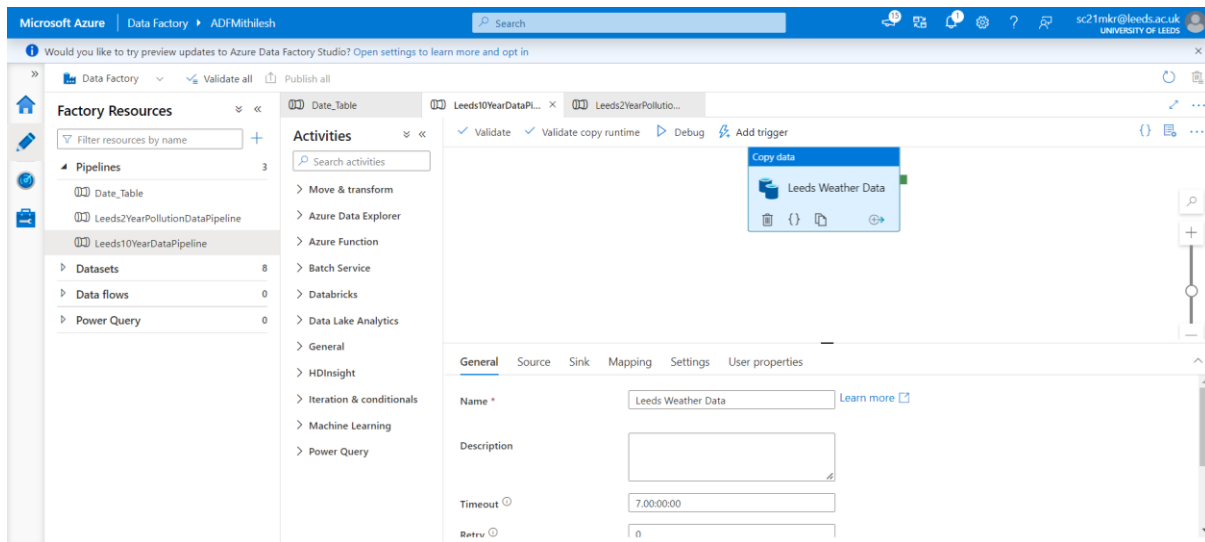 Microsoft Azure Data Factory ▸ ADFMithilesh Search 15 1 ? sc21mkr@leeds.ac.uk
UNIVERSITY OF LEEDS
Would you like to try preview updates to Azure Data Factory Studio? Open settings to learn more and opt in
Data Factory Validate all Publish all
Factory Resources
Filter resources by name
Pipelines 3
Date_Table
Leeds2YearPollutionDataPipeline
Leeds10YearDataPipeline
Datasets 8
Data flows 0
Power Query 0
Date_Table Leeds10YearDataPi... Leeds2YearPollutio...
Activities
Search activities
Move & transform
Azure Data Explorer
Azure Function
Batch Service
Databricks
Data Lake Analytics
General
HDInsight
Iteration & conditionals
Machine Learning
Power Query
Validate Validate copy runtime Debug Add trigger
Copy data
Leeds Weather Data
General Source Sink Mapping Settings User properties
Name * Leeds Weather Data Learn more
Description
Timeout 7.00:00:00
Retry 0